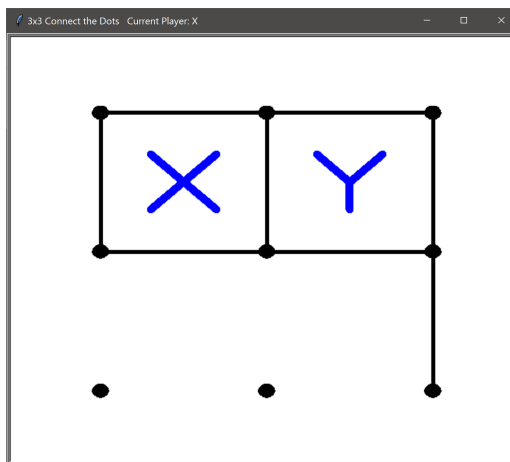 3x3 Connect the Dots   Current Player: X
X Y